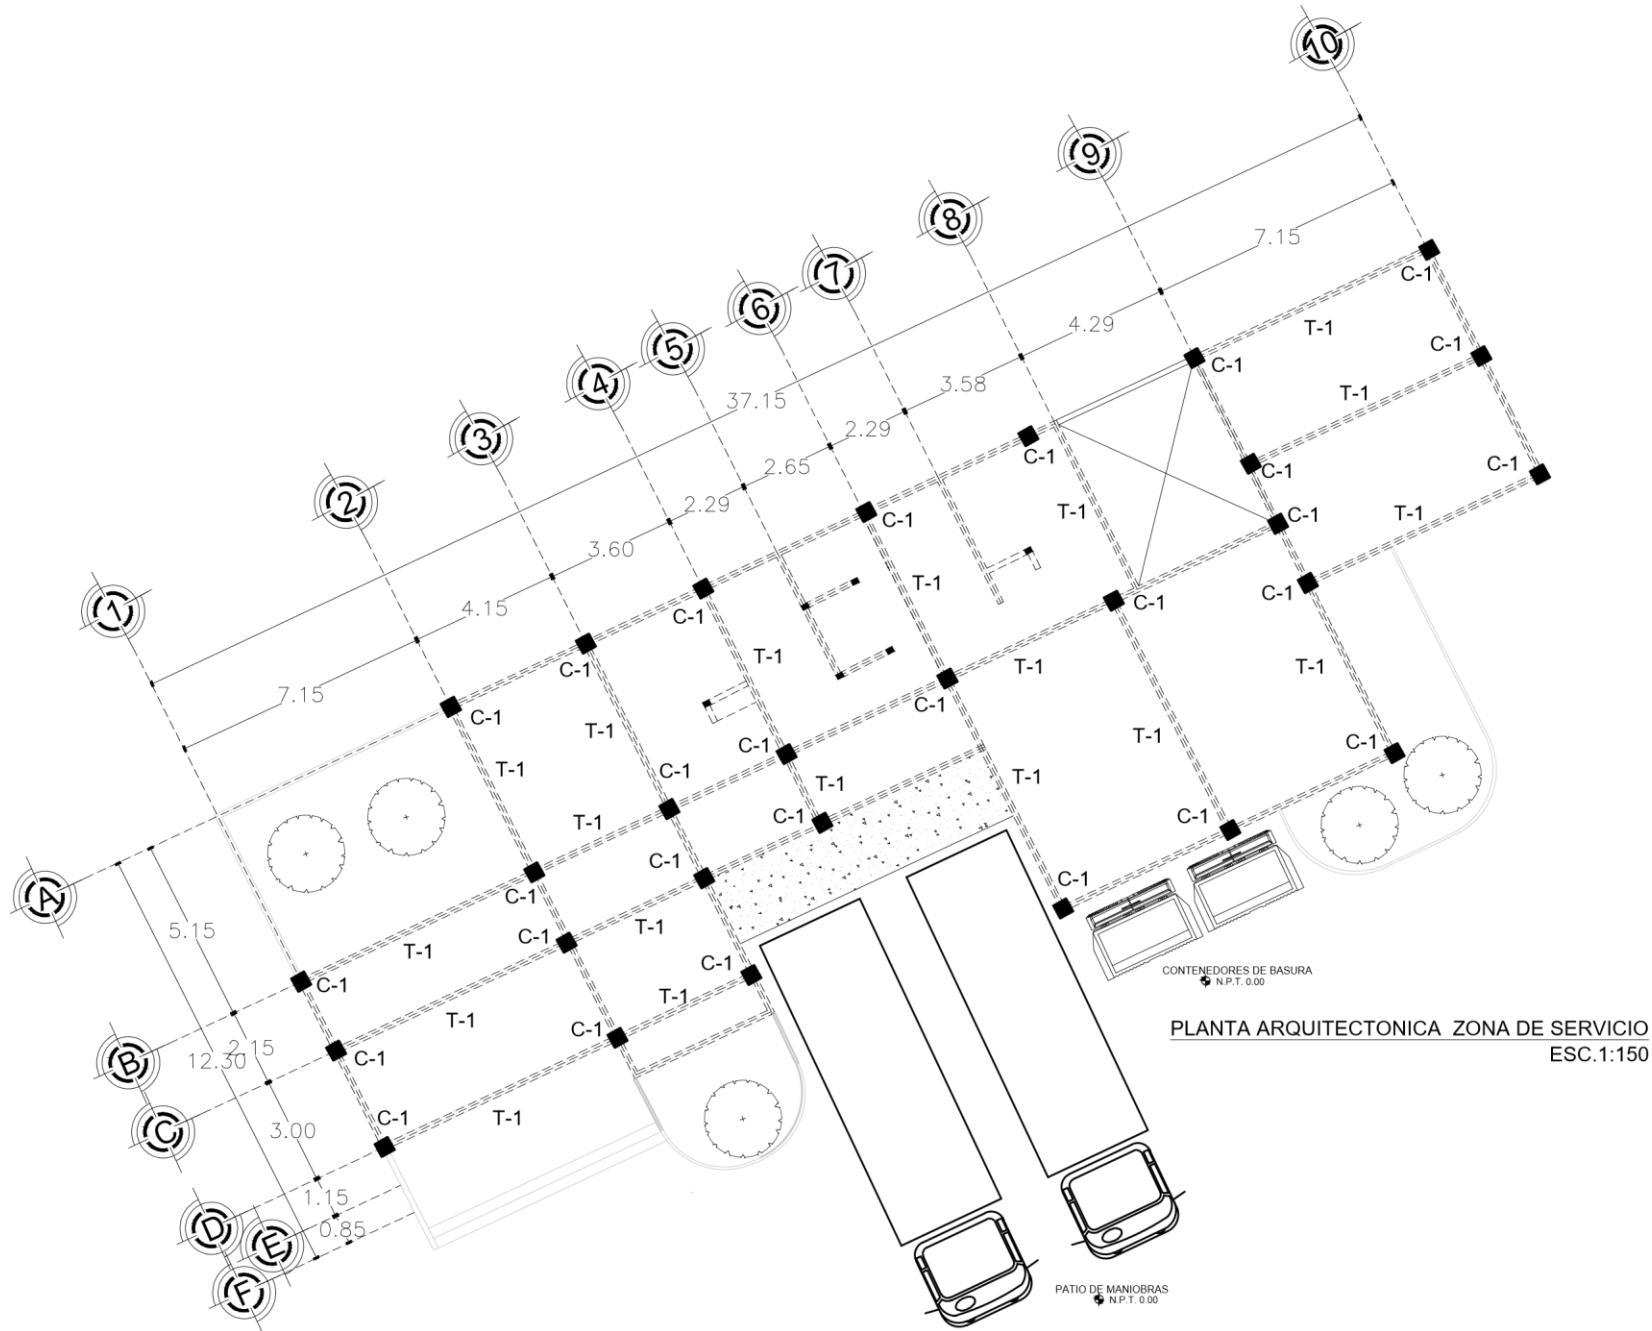 10
9
8
7
6
5
4
3
2
1
7.15
4.29
3.58
37.15
2.29
2.65
2.29
3.60
4.15
7.15
C-1
T-1
C-1
C-1
T-1
C-1
C-1
C-1
C-1
T-1
C-1
T-1
T-1
C-1
C-1
C-1
T-1
C-1
T-1
C-1
T-1
C-1
T-1
C-1
T-1
T-1
C-1
C-1
T-1
T-1
C-1
T-1
T-1
C-1
C-1
C-1
C-1
C-1
T-1
C-1
T-1
C-1
C-1
T-1
T-1
C-1
C-1
C-1
T-1
A
B
C
D
E
F
5.15
2.15
12.30
3.00
1.15
0.85
CONTENEDORES DE BASURA
N.P.T. 0.00
PLANTA ARQUITECTONICA ZONA DE SERVICIO
ESC.1:150
PATIO DE MANIOBRAS
N.P.T. 0.00